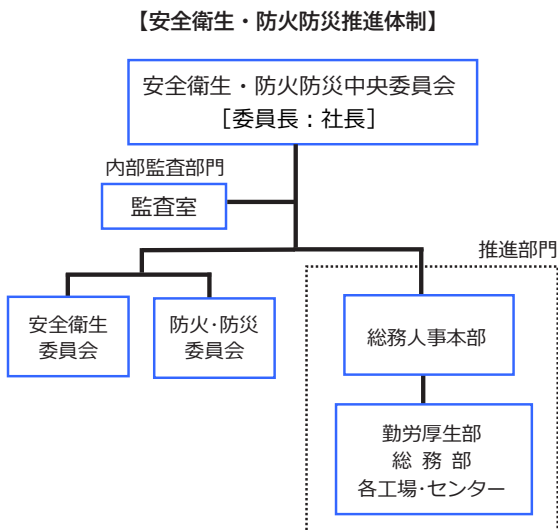 【安全衛生・防火防災推進体制】
安全衛生・防火防災中央委員会
［委員長：社長］
内部監査部門
監査室
推進部門
安全衛生
委員会
防火・防災
委員会
総務人事本部
勤労厚生部
総 務 部
各工場・センター